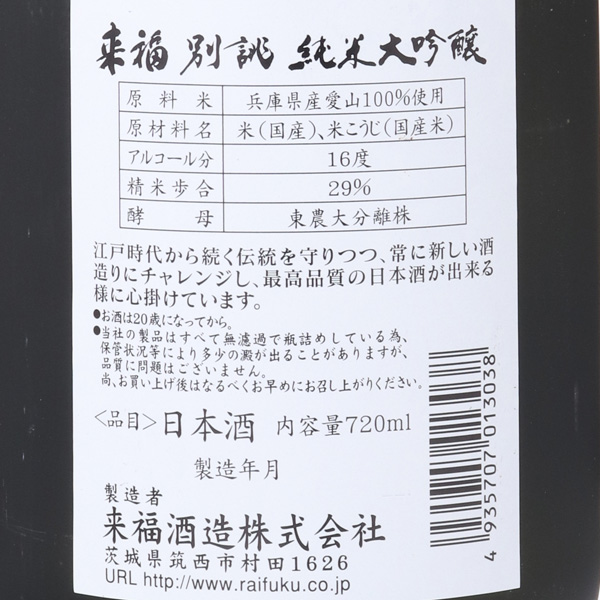 来福 別誂 純米大吟醸
原料米 兵庫県産愛山100%使用
原材料名 米(国産)、米こうじ(国産米)
アルコール分 16度
精米歩合 29%
酵母 東農大分離株
江戸時代から続く伝統を守りつつ、常に新しい酒
造りにチャレンジし、最高品質の日本酒が出来る
様に心掛けています。
●お酒は20歳になってから。
●当社の製品はすべて無濾過で瓶詰めしている為、
保管状況等により多少の澱が出ることがありますが、
品質に問題はございません。
尚、お買い上げ後はなるべくお早めにお召し上がりください。
〈品目〉日本酒 内容量720ml
製造年月
製造者
来福酒造株式会社
茨城県筑西市村田1626
URL http://www.raifuku.co.jp
4 935707 013038